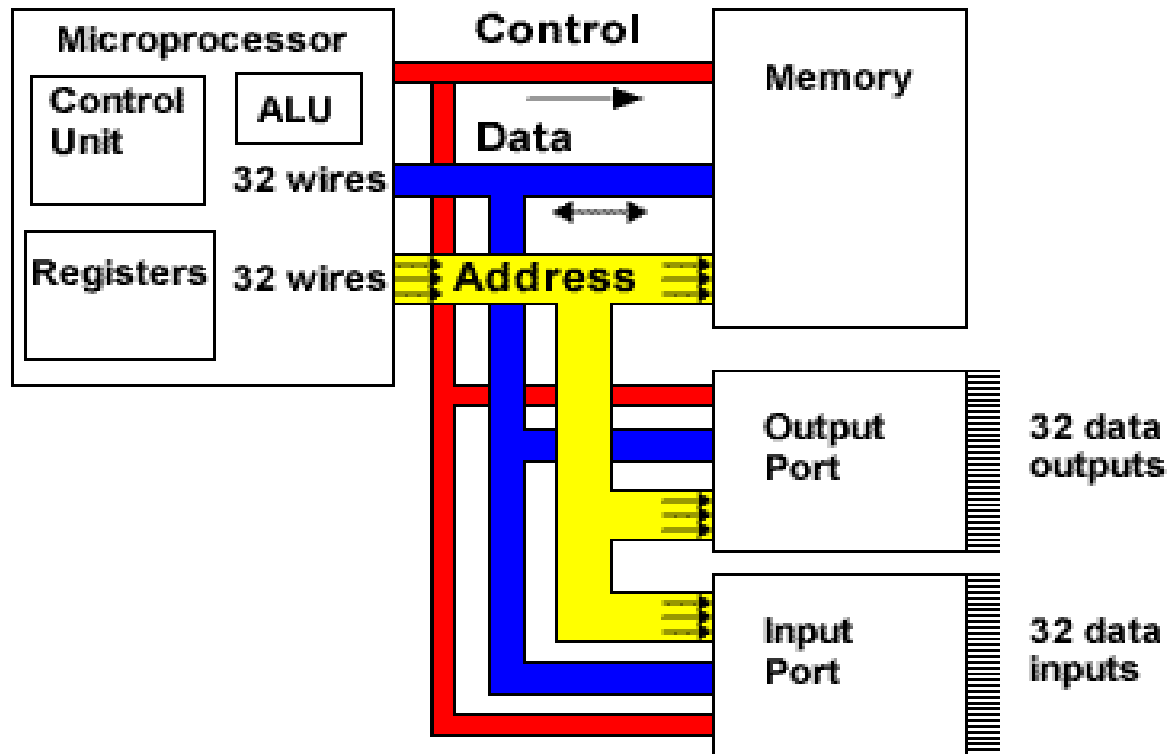 Microprocessor
Control
Unit
ALU
32 wires
Registers
32 wires
Control
Data
Address
Memory
Output
Port
32 data
outputs
Input
Port
32 data
inputs